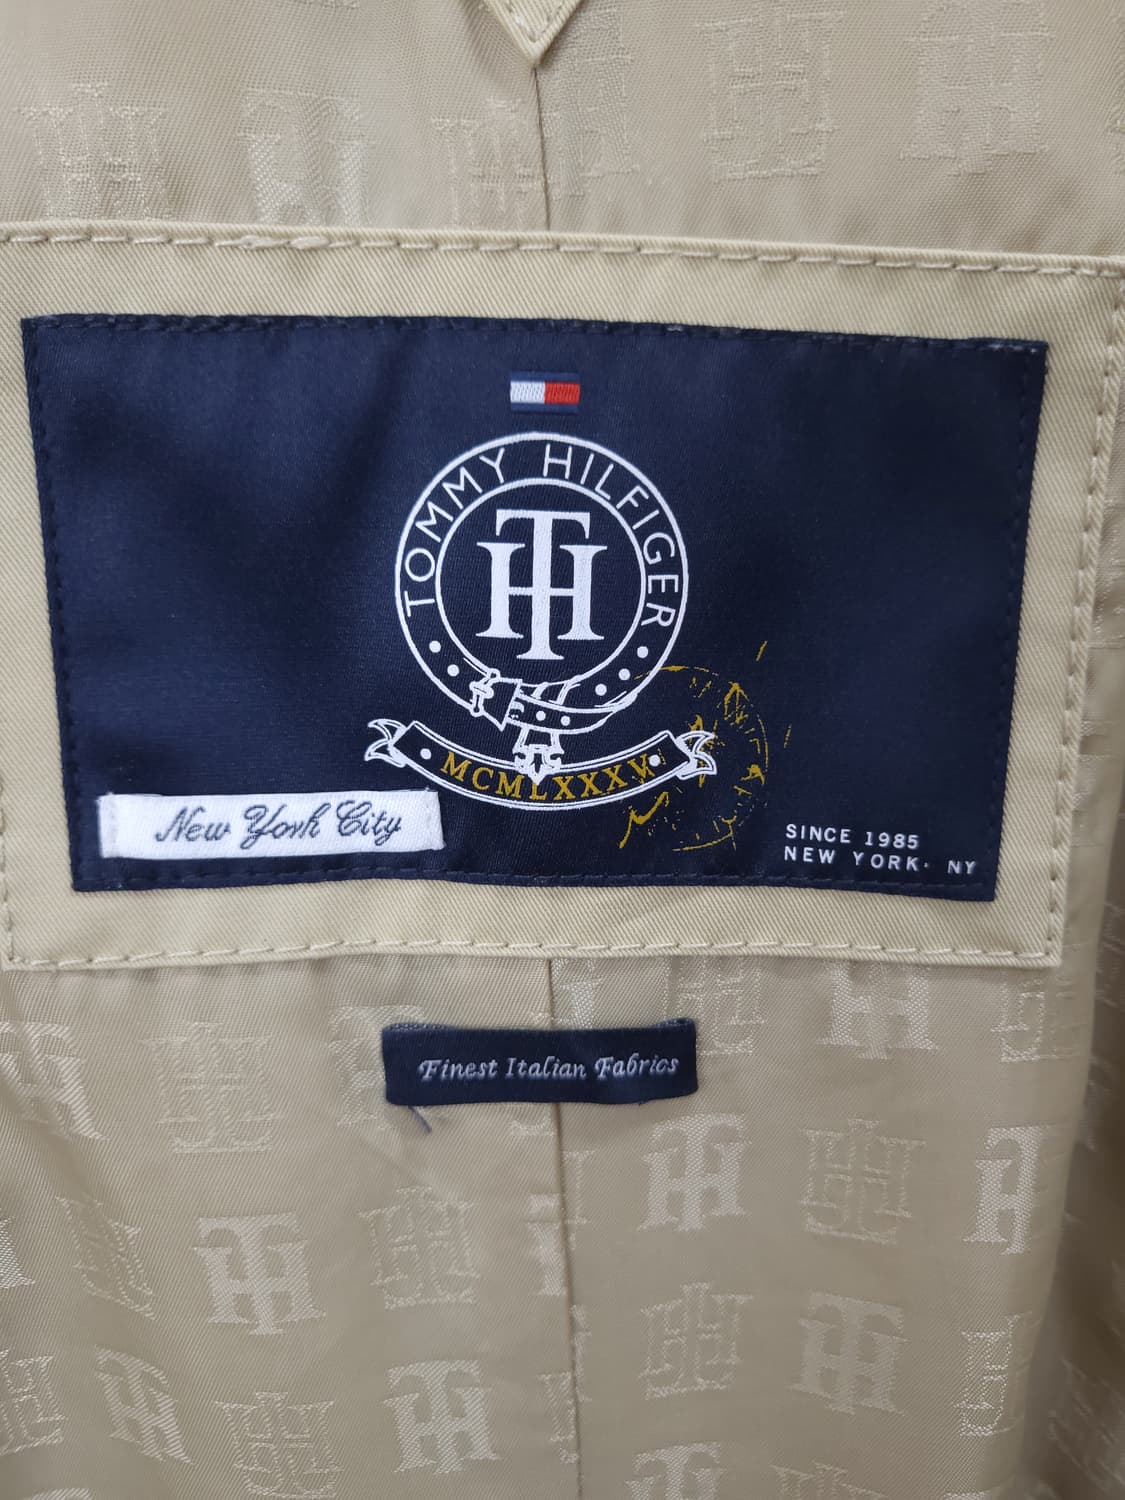 TOMMY HILFIGER
TH
MCMLXXXV
New York City
SINCE 1985
NEW YORK. NY
Finest Italian Fabrics